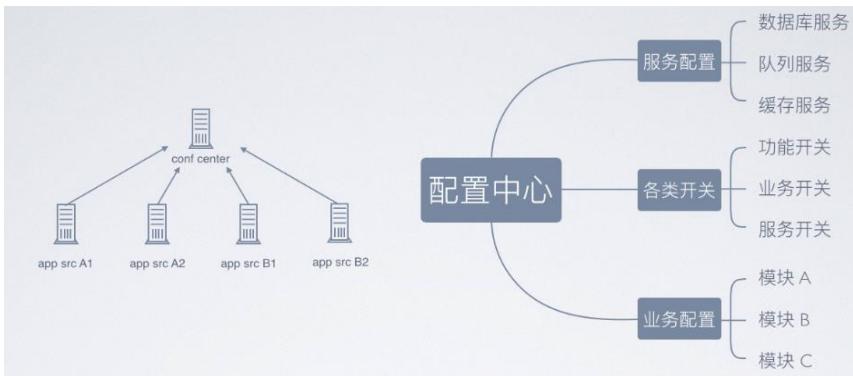 conf center
app src A1
app src A2
app src B1
app src B2
配置中心
服务配置
数据库服务
队列服务
缓存服务
各类开关
功能开关
业务开关
服务开关
业务配置
模块 A
模块 B
模块 C